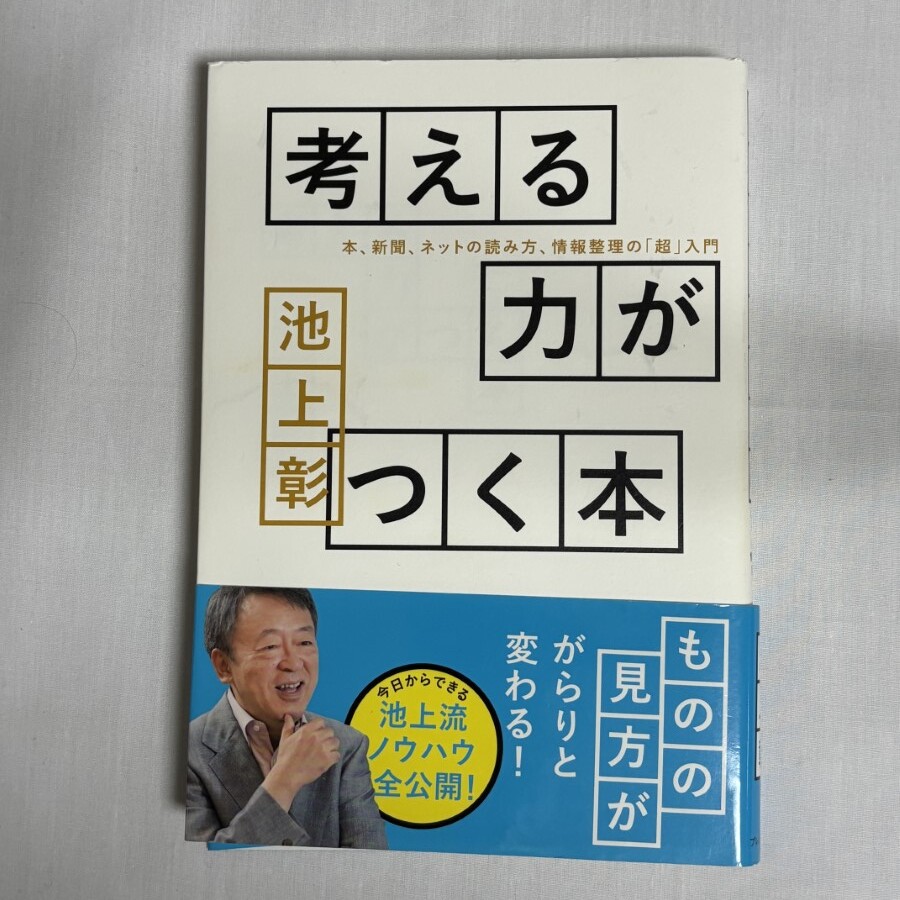 考える
本、新聞、ネットの読み方、情報整理の「超」入門
力が
池上彰
つく本
ものの
見方が
がらりと
変わる!
今日からできる
池上流
ノウハウ
全公開!